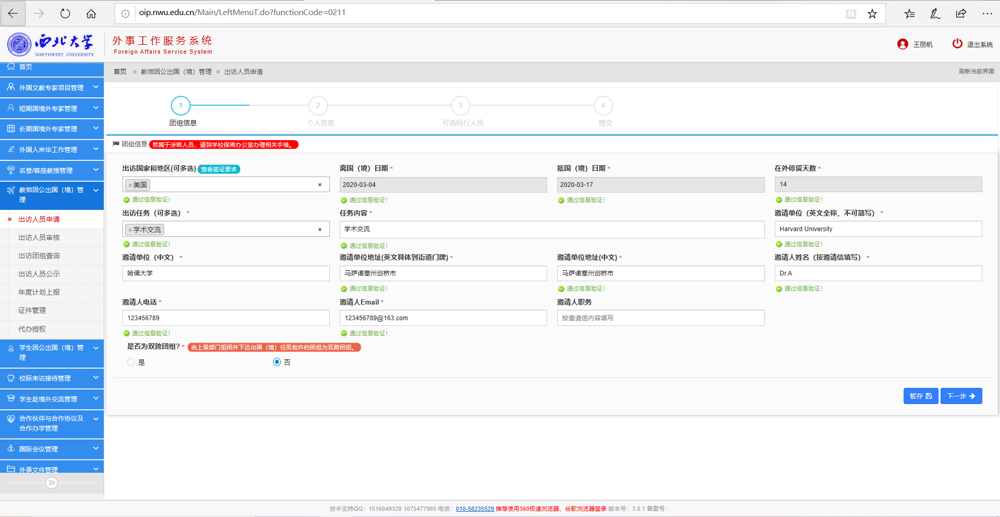 oip.nwu.edu.cn/Main/LeftMenuT.do?functionCode=0211
西北大学
NORTHWEST UNIVERSITY
外事工作服务系统
Foreign Affairs Service System
王丽帆
退出系统
首页
外国文教专家项目管理
短期国境外专家管理
长期国境外专家管理
外国人来华工作管理
名誉/客座教授管理
教师因公出国（境）管
理
» 出访人员申请
出访人员审核
出访团组查询
出访人员公示
年度计划上报
证件管理
代办授权
学生因公出国（境）管
理
校际来访接待管理
学生赴境外交流管理
合作伙伴与合作协议及
合作办学管理
国际会议管理
外事文件管理
首页 » 教师因公出国（境）管理 » 出访人员申请
刷新当前界面
1 2 3 4
团组信息 个人信息 可选同行人员 提交
团组信息 若属于涉密人员，请到学校保密办公室办理相关手续。
出访国家和地区(可多选) 查看签证要求 离国（境）日期 * 抵国（境）日期 * 在外停留天数 *
×美国 × 2020-03-04 2020-03-17 14
通过信息验证! 通过信息验证! 通过信息验证! 通过信息验证!
出访任务（可多选） * 任务内容 * 邀请单位（英文全称，不可简写） *
×学术交流 × 学术交流 Harvard University
通过信息验证! 通过信息验证! 通过信息验证!
邀请单位（中文） * 邀请单位地址(英文具体到街道门牌) * 邀请单位地址(中文) * 邀请人姓名（按邀请信填写） *
哈佛大学 马萨诸塞州剑桥市 马萨诸塞州剑桥市 Dr.A
通过信息验证! 通过信息验证! 通过信息验证!
邀请人电话 * 邀请人Email * 邀请人职务
123456789 123456789@163.com 按邀请信内容填写
通过信息验证! 通过信息验证!
是否为双跨团组? * 由上级部门组团并下达出国（境）任务批件的团组为双跨团组。
是 否
暂存 下一步
技术支持QQ：1516849328 1075477985 电话：010-58235529 推荐使用360极速浏览器、谷歌浏览器登录 版本号：3.0.1 备案号：